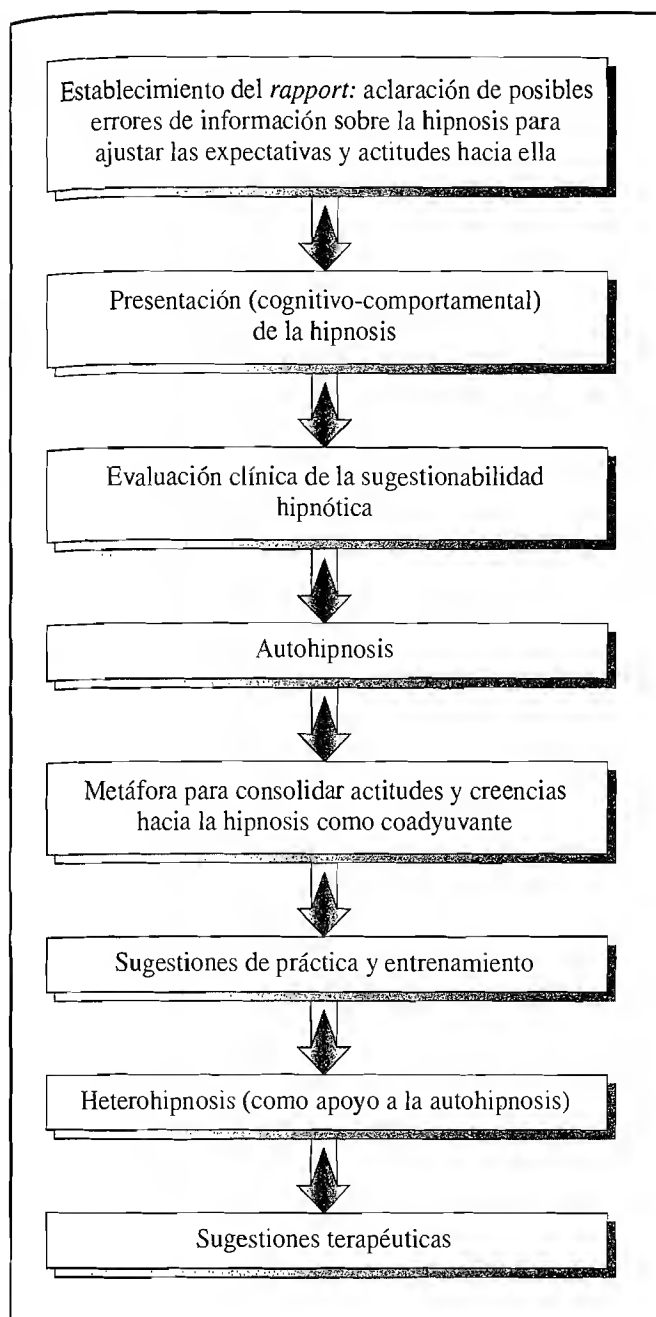 Establecimiento del rapport: aclaración de posibles
errores de información sobre la hipnosis para
ajustar las expectativas y actitudes hacia ella
Presentación (cognitivo-comportamental)
de la hipnosis
Evaluación clínica de la sugestionabilidad
hipnótica
Autohipnosis
Metáfora para consolidar actitudes y creencias
hacia la hipnosis como coadyuvante
Sugestiones de práctica y entrenamiento
Heterohipnosis (como apoyo a la autohipnosis)
Sugestiones terapéuticas